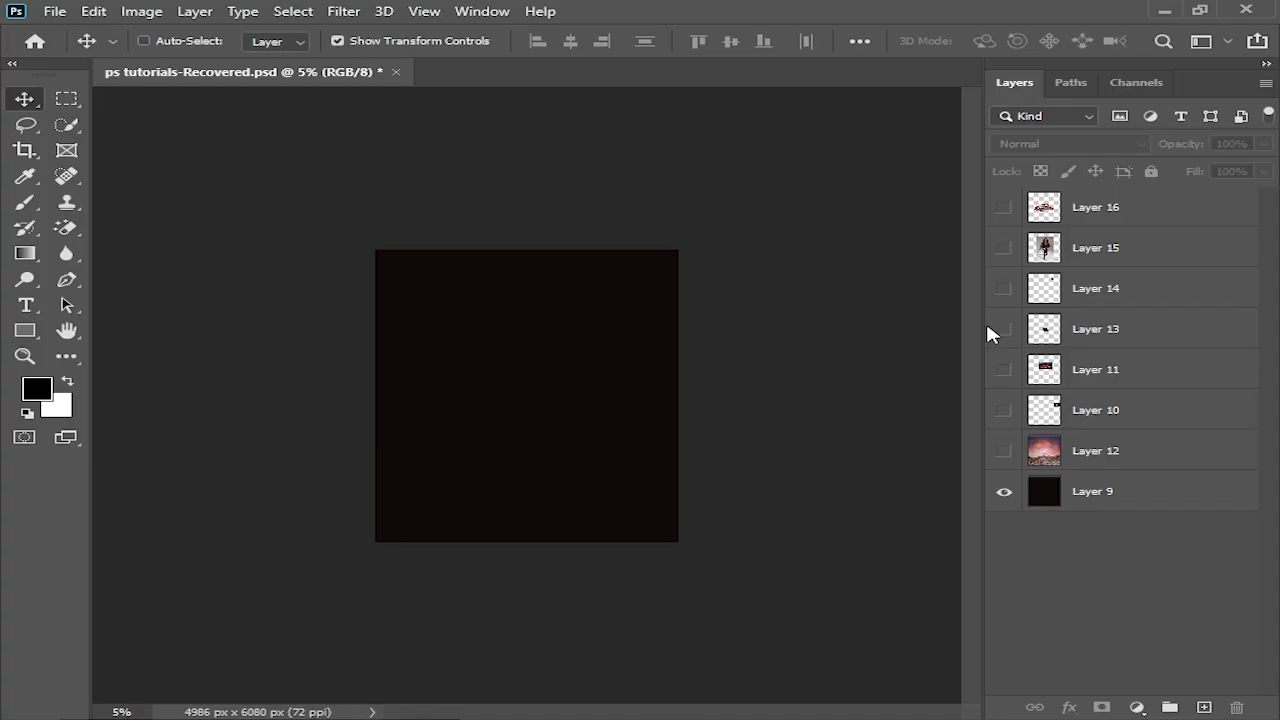 Ps File Edit Image Layer Type Select Filter 3D View Window Help
Auto-Select: Layer Show Transform Controls 3D Mode:
ps tutorials-Recovered.psd @ 5% (RGB/8) *
Layers Paths Channels
Kind
Normal Opacity: 100%
Lock: Fill: 100%
Layer 16
Layer 15
Layer 14
Layer 13
Layer 11
Layer 10
Layer 12
Layer 9
5% 4986 px x 6080 px (72 ppi)